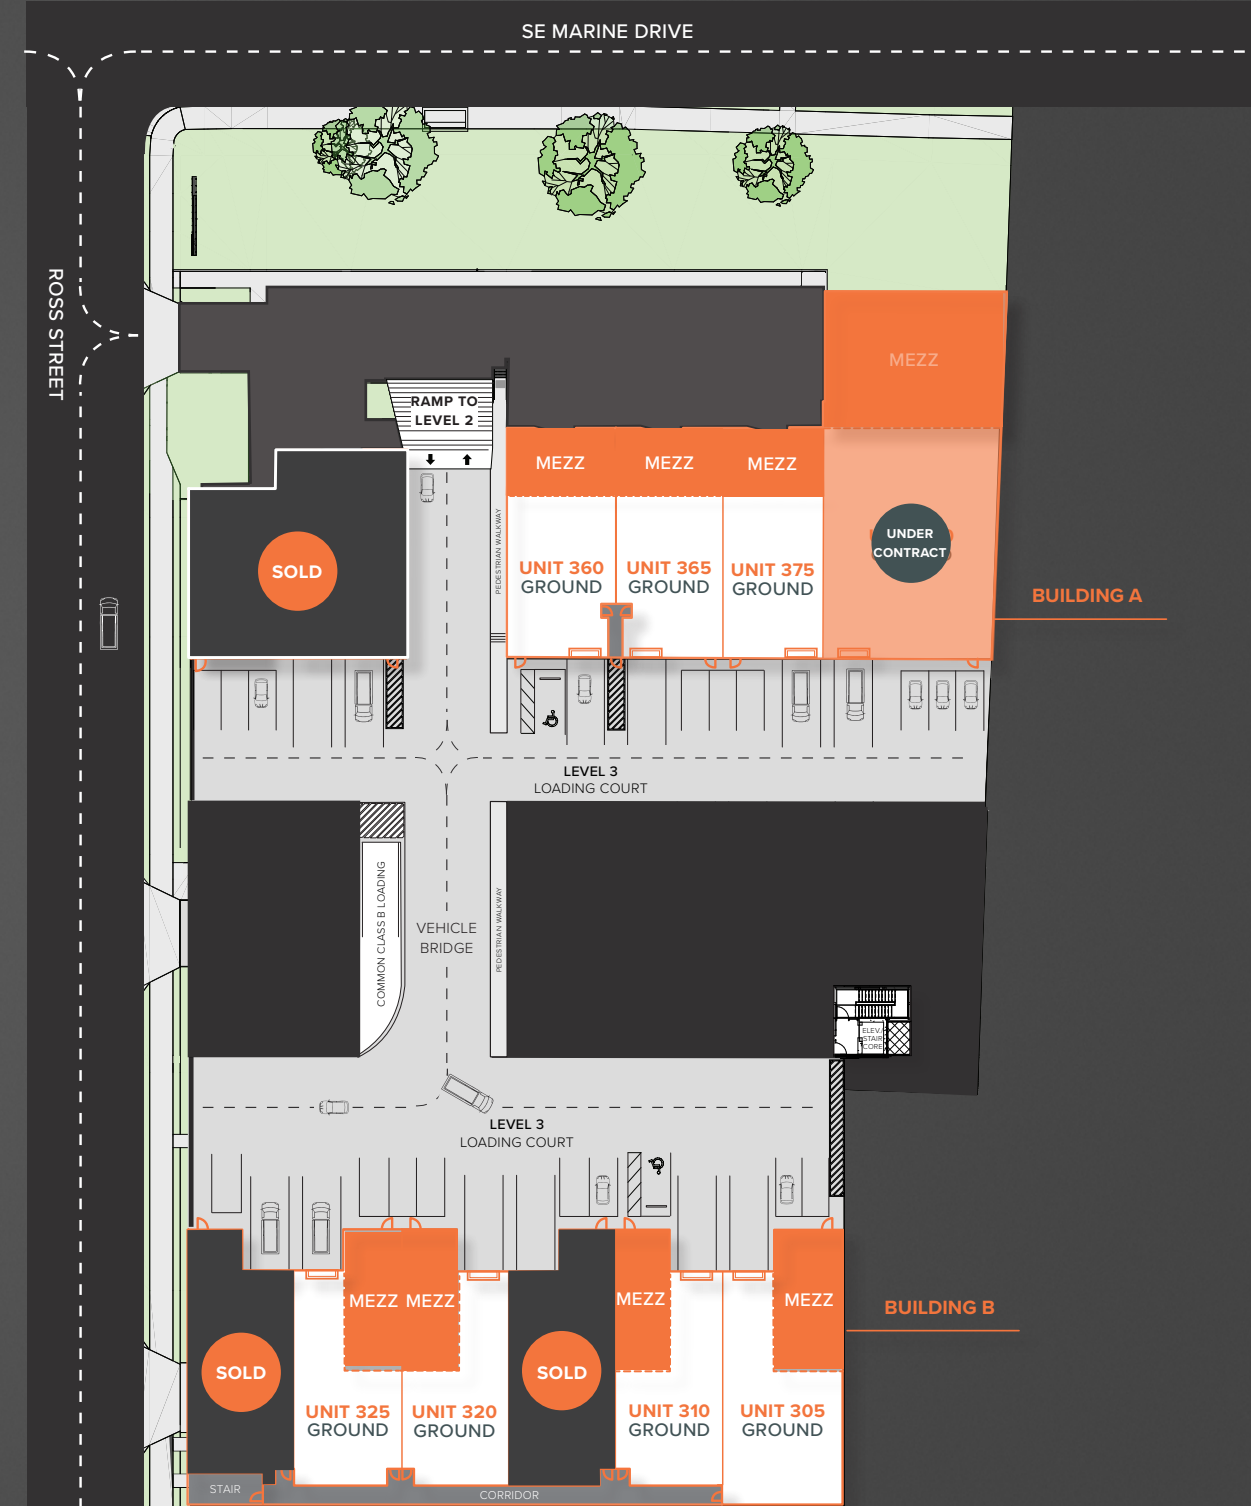 SE MARINE DRIVE
ROSS STREET
MEZZ
RAMP TO
LEVEL 2
MEZZ
MEZZ
MEZZ
PEDESTRIAN WALKWAY
UNDER
CONTRACT
SOLD
UNIT 360
GROUND
UNIT 365
GROUND
UNIT 375
GROUND
BUILDING A
LEVEL 3
LOADING COURT
COMMON CLASS B LOADING
VEHICLE
BRIDGE
PEDESTRIAN WALKWAY
ELEV./
STAIR
CORE
LEVEL 3
LOADING COURT
MEZZ
MEZZ
MEZZ
MEZZ
BUILDING B
SOLD
SOLD
UNIT 325
GROUND
UNIT 320
GROUND
UNIT 310
GROUND
UNIT 305
GROUND
STAIR
CORRIDOR